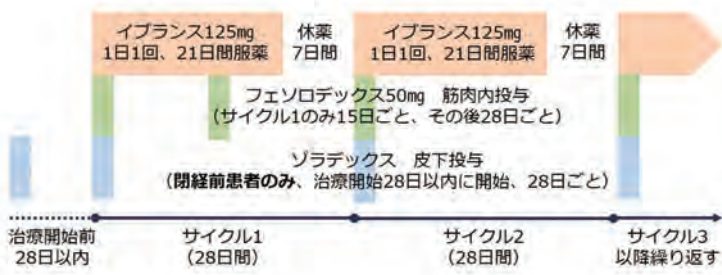 イブランス125mg
1日1回、21日間服薬
休薬
7日間
イブランス125mg
1日1回、21日間服薬
休薬
7日間
フェソロデックス50mg 筋肉内投与
(サイクル1のみ15日ごと、その後28日ごと)
ゾラデックス 皮下投与
(閉経前患者のみ、治療開始28日以内に開始、28日ごと)
治療開始前
28日以内
サイクル1
(28日間)
サイクル2
(28日間)
サイクル3
以降繰り返す